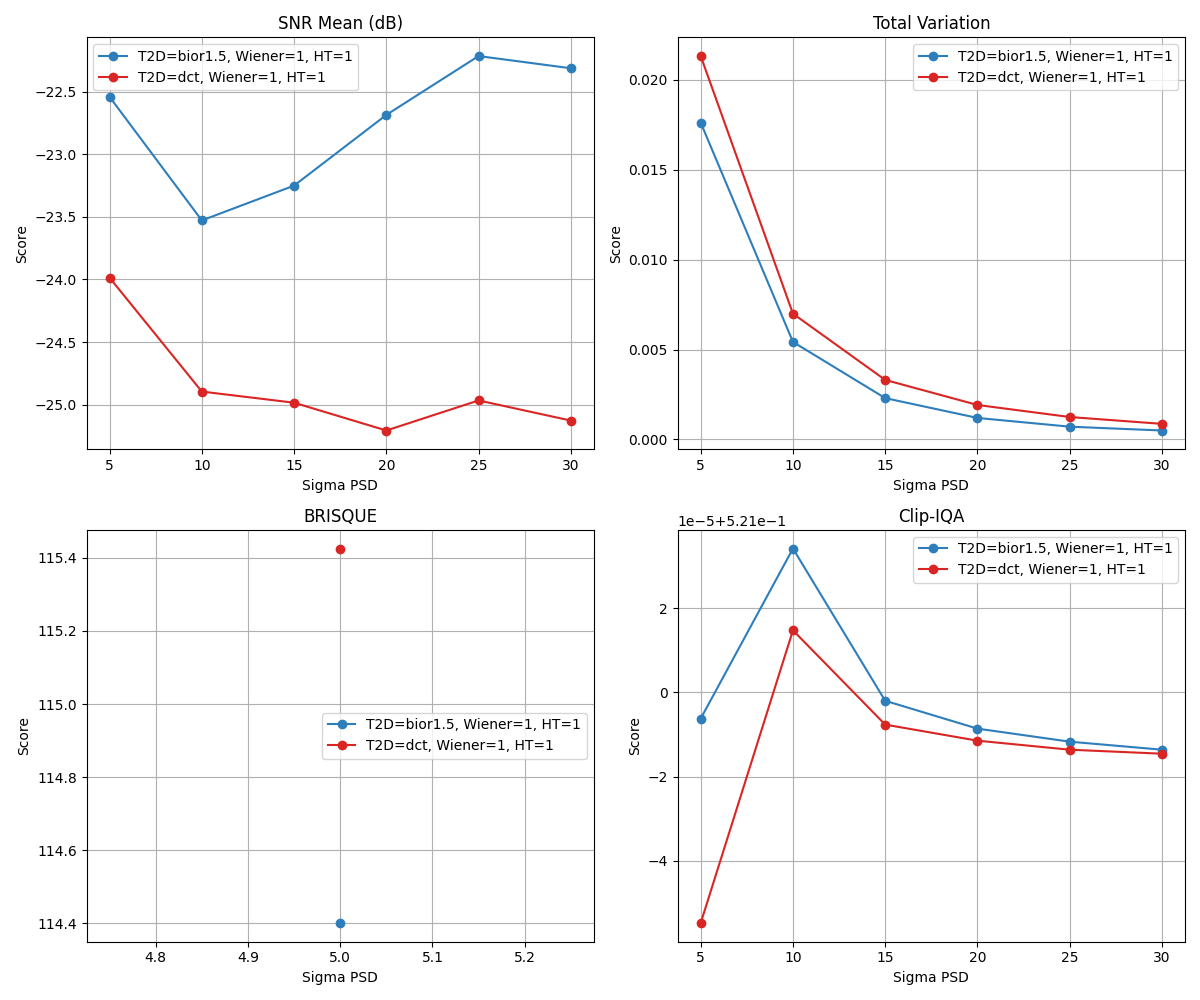 SNR Mean (dB)
T2D=bior1.5, Wiener=1, HT=1
T2D=dct, Wiener=1, HT=1
Score
−22.5
−23.0
−23.5
−24.0
−24.5
−25.0
5 10 15 20 25 30
Sigma PSD
Total Variation
T2D=bior1.5, Wiener=1, HT=1
T2D=dct, Wiener=1, HT=1
Score
0.020
0.015
0.010
0.005
0.000
5 10 15 20 25 30
Sigma PSD
BRISQUE
Score
115.4
115.2
115.0
114.8
114.6
114.4
T2D=bior1.5, Wiener=1, HT=1
T2D=dct, Wiener=1, HT=1
4.8 4.9 5.0 5.1 5.2
Sigma PSD
Clip-IQA
1e−5+5.21e−1
T2D=bior1.5, Wiener=1, HT=1
T2D=dct, Wiener=1, HT=1
Score
2
0
−2
−4
5 10 15 20 25 30
Sigma PSD